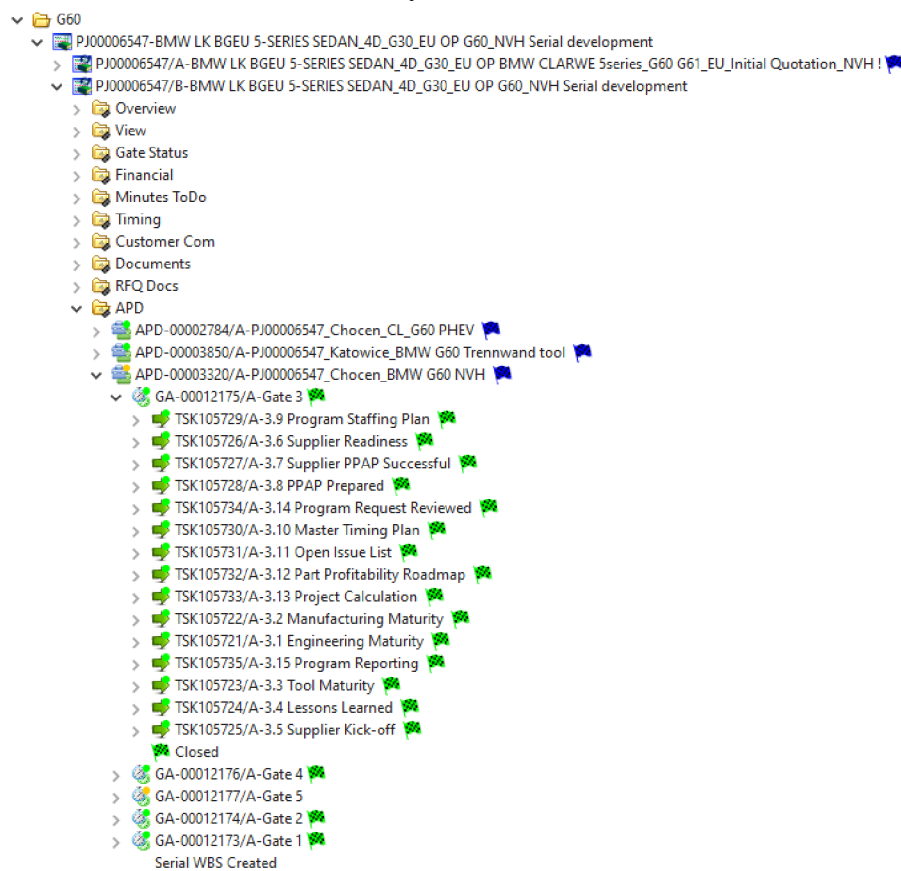 G60
PJ00006547-BMW LK BGEU 5-SERIES SEDAN_4D_G30_EU OP G60_NVH Serial development
PJ00006547/A-BMW LK BGEU 5-SERIES SEDAN_4D_G30_EU OP BMW CLARWE 5series_G60 G61_EU_Initial Quotation_NVH !
PJ00006547/B-BMW LK BGEU 5-SERIES SEDAN_4D_G30_EU OP G60_NVH Serial development
Overview
View
Gate Status
Financial
Minutes ToDo
Timing
Customer Com
Documents
RFQ Docs
APD
APD-00002784/A-PJ00006547_Chocen_CL_G60 PHEV
APD-00003850/A-PJ00006547_Katowice_BMW G60 Trennwand tool
APD-00003320/A-PJ00006547_Chocen_BMW G60 NVH
GA-00012175/A-Gate 3
TSK105729/A-3.9 Program Staffing Plan
TSK105726/A-3.6 Supplier Readiness
TSK105727/A-3.7 Supplier PPAP Successful
TSK105728/A-3.8 PPAP Prepared
TSK105734/A-3.14 Program Request Reviewed
TSK105730/A-3.10 Master Timing Plan
TSK105731/A-3.11 Open Issue List
TSK105732/A-3.12 Part Profitability Roadmap
TSK105733/A-3.13 Project Calculation
TSK105722/A-3.2 Manufacturing Maturity
TSK105721/A-3.1 Engineering Maturity
TSK105735/A-3.15 Program Reporting
TSK105723/A-3.3 Tool Maturity
TSK105724/A-3.4 Lessons Learned
TSK105725/A-3.5 Supplier Kick-off
Closed
GA-00012176/A-Gate 4
GA-00012177/A-Gate 5
GA-00012174/A-Gate 2
GA-00012173/A-Gate 1
Serial WBS Created